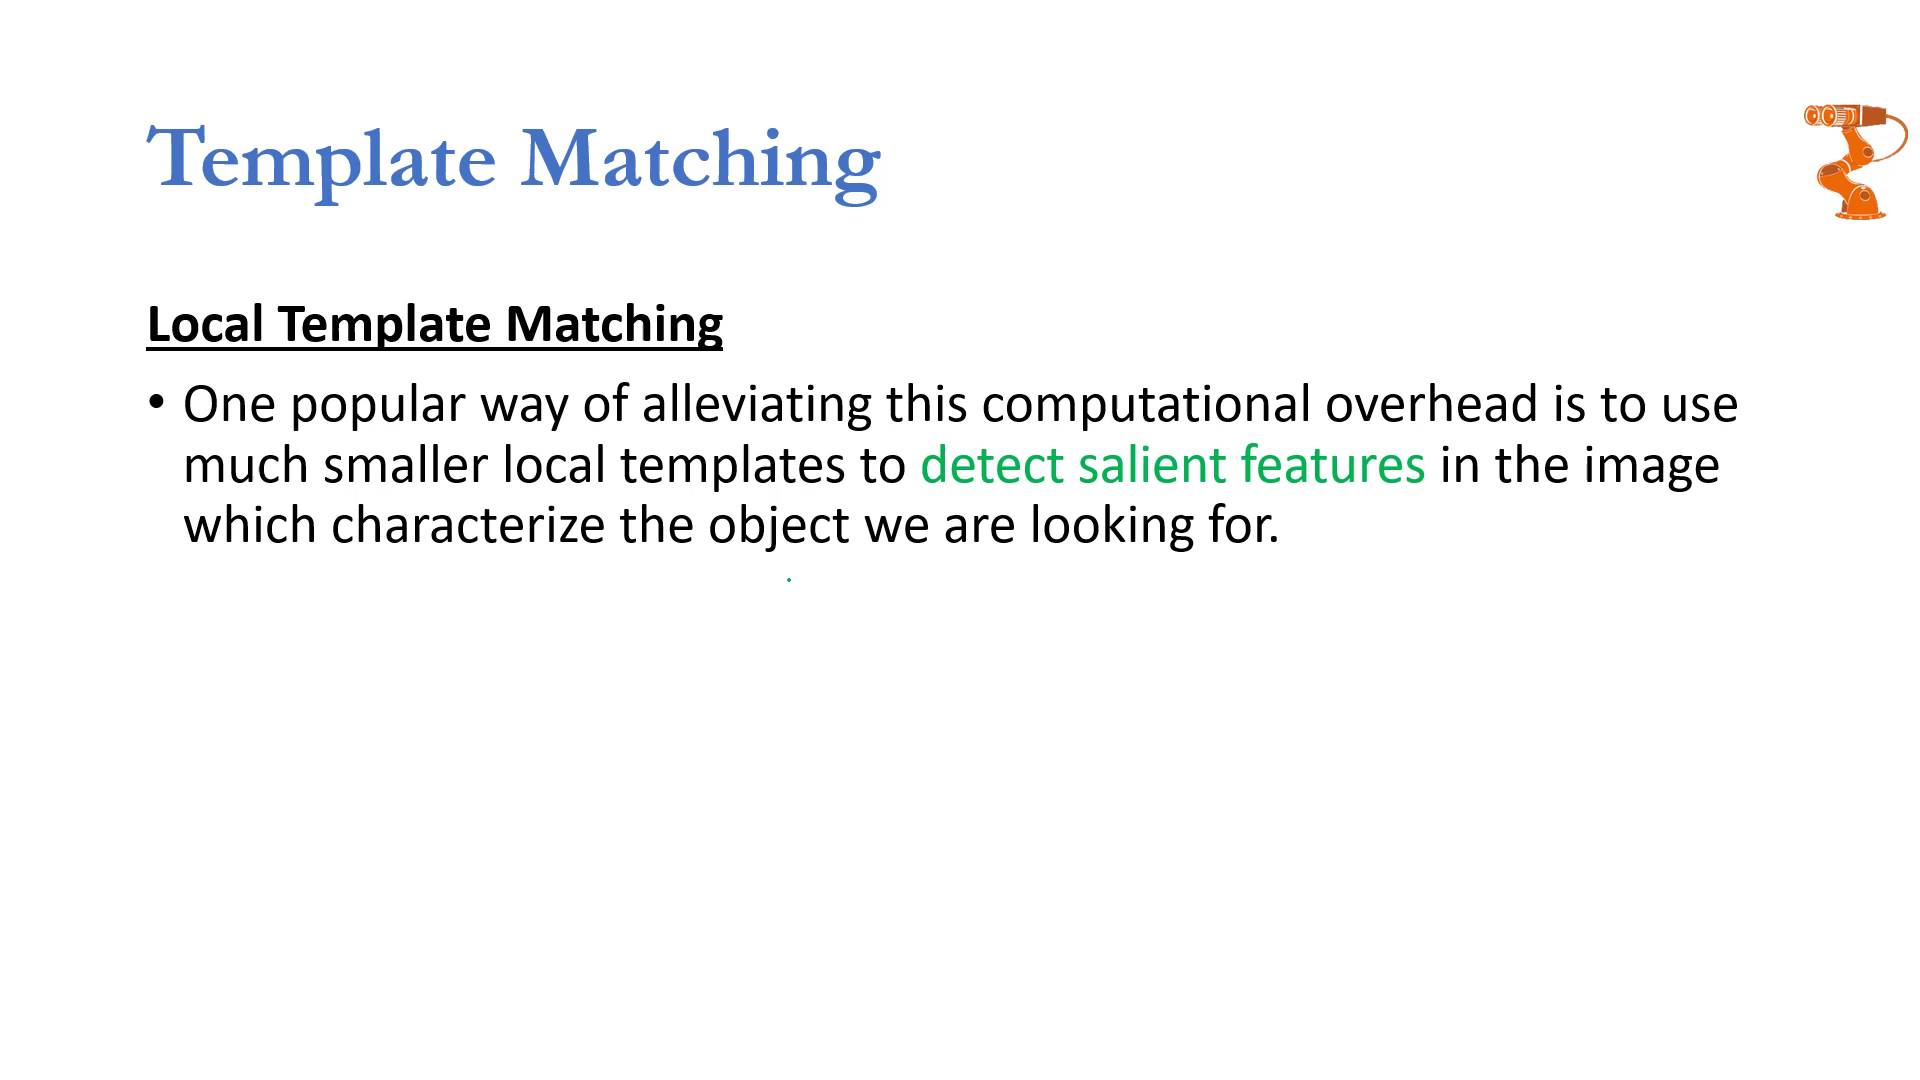 Template Matching
Local Template Matching
• One popular way of alleviating this computational overhead is to use
much smaller local templates to detect salient features in the image
which characterize the object we are looking for.